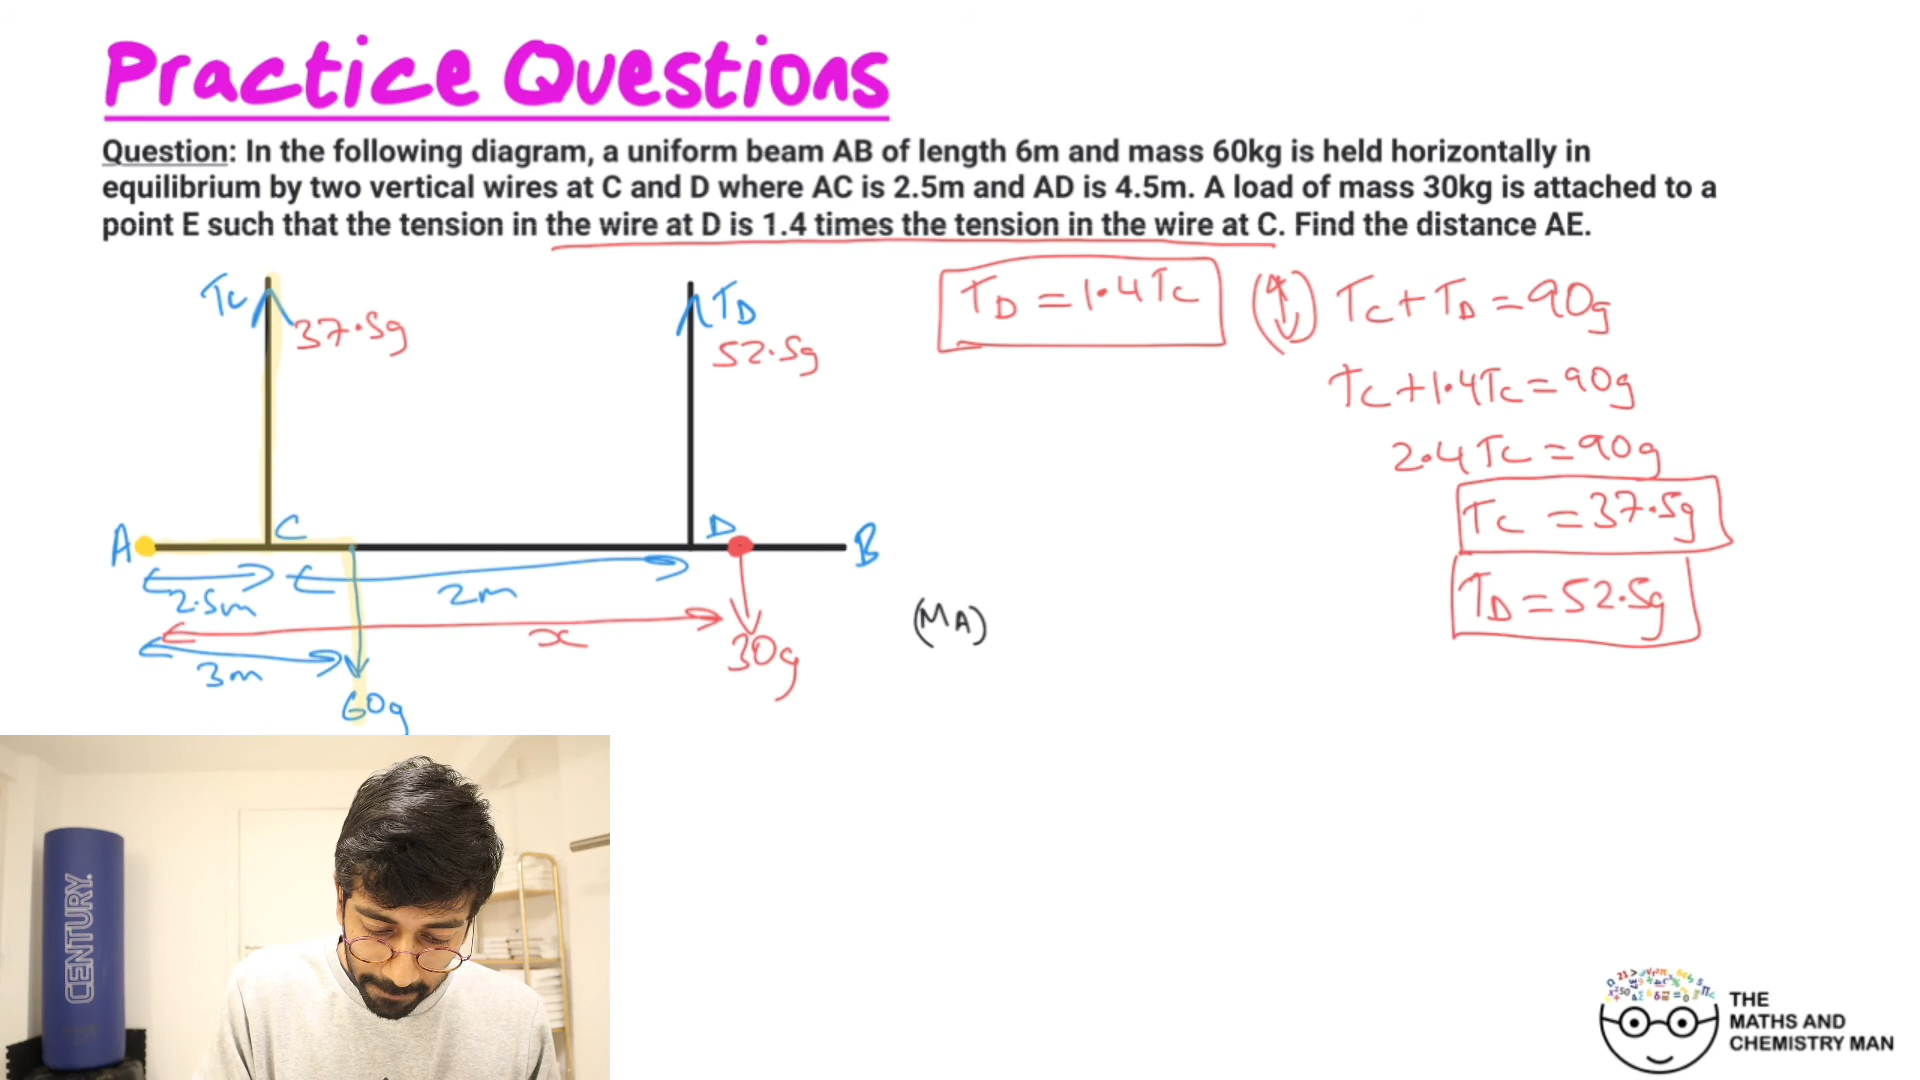 Practice Questions
Question: In the following diagram, a uniform beam AB of length 6m and mass 60kg is held horizontally in
equilibrium by two vertical wires at C and D where AC is 2.5m and AD is 4.5m. A load of mass 30kg is attached to a
point E such that the tension in the wire at D is 1.4 times the tension in the wire at C. Find the distance AE.
Tc
37.5g
TD
52.5g
TD = 1.4Tc
Tc + TD = 90g
Tc + 1.4Tc = 90g
2.4Tc = 90g
Tc = 37.5g
TD = 52.5g
A
C
D
B
2.5m
2m
x
3m
60g
30g
(MA)
CENTURY.
THE
MATHS AND
CHEMISTRY MAN